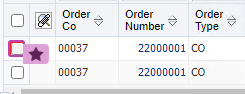 Order Co Order Number Order Type
00037 22000001 CO
00037 22000001 CO